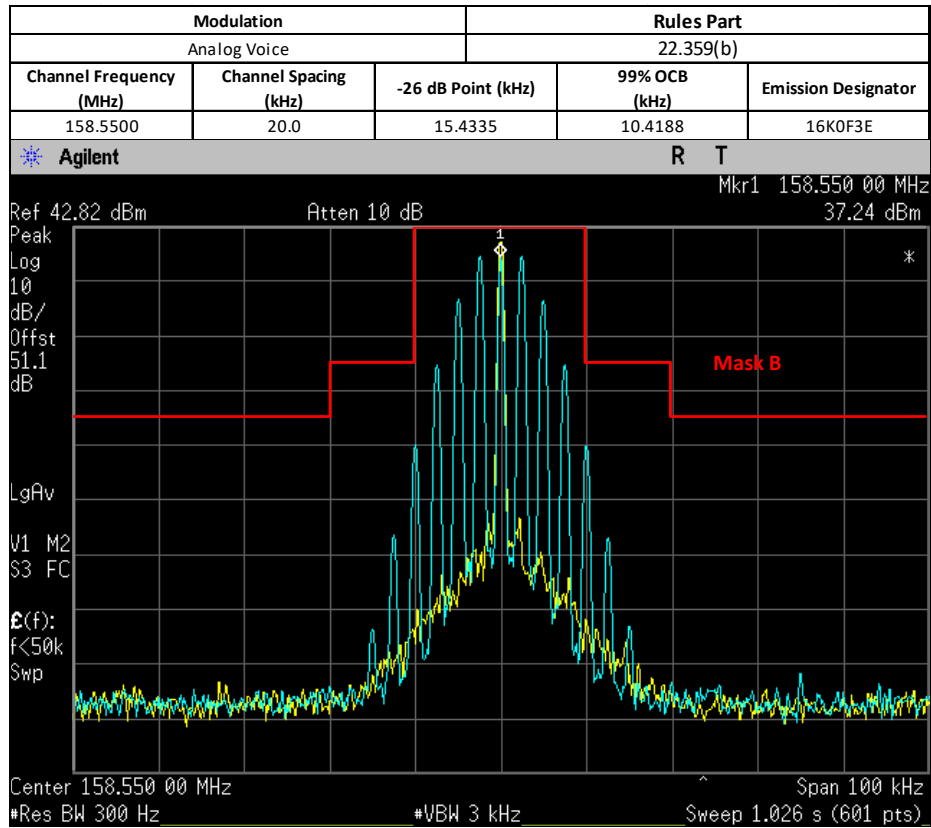 Modulation Rules Part
Analog Voice 22.359(b)
Channel Frequency (MHz) Channel Spacing (kHz) -26 dB Point (kHz) 99% OCB (kHz) Emission Designator
158.5500 20.0 15.4335 10.4188 16K0F3E
Agilent R T
Mkr1 158.550 00 MHz
Ref 42.82 dBm Atten 10 dB 37.24 dBm
Peak
Log
10
dB/
Offst
51.1
dB
1
*
Mask B
LgAv
V1 M2
S3 FC
£(f):
f<50k
Swp
Center 158.550 00 MHz Span 100 kHz
#Res BW 300 Hz #VBW 3 kHz Sweep 1.026 s (601 pts)